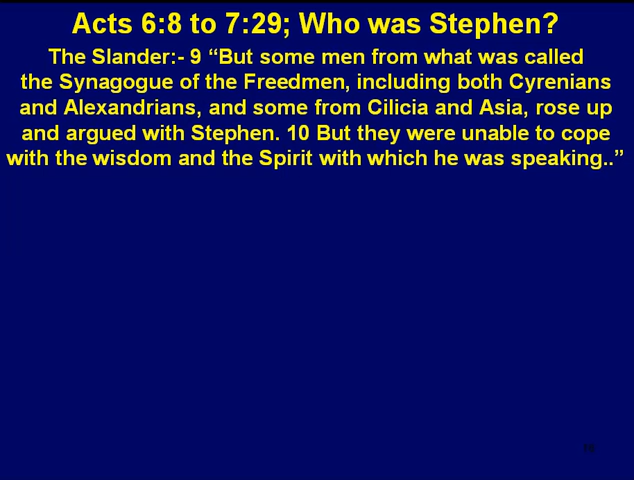 Acts 6:8 to 7:29; Who was Stephen?
The Slander:- 9 “But some men from what was called
the Synagogue of the Freedmen, including both Cyrenians
and Alexandrians, and some from Cilicia and Asia, rose up
and argued with Stephen. 10 But they were unable to cope
with the wisdom and the Spirit with which he was speaking..”